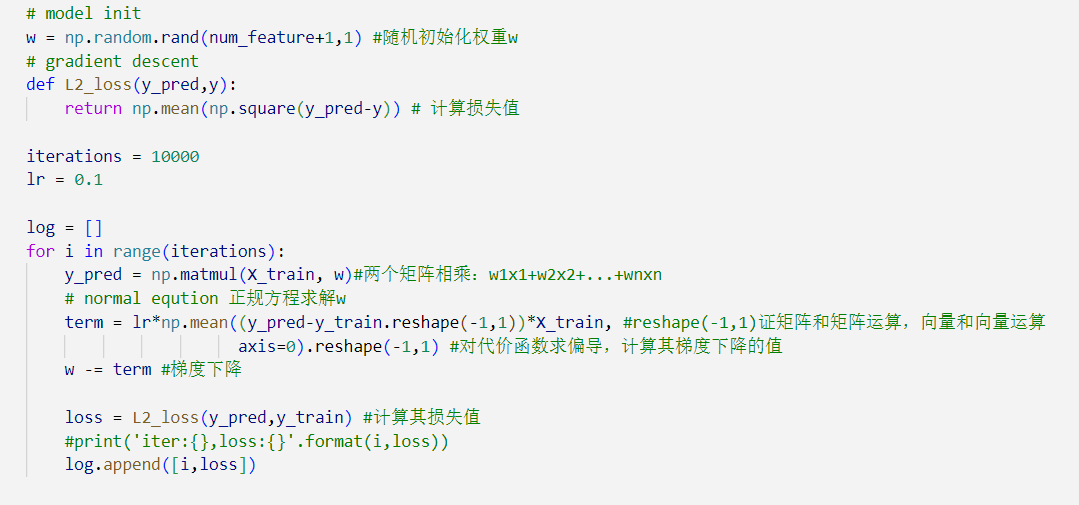 # model init
w = np.random.rand(num_feature+1,1) #随机初始化权重w
# gradient descent
def L2_loss(y_pred,y):
    return np.mean(np.square(y_pred-y)) # 计算损失值
iterations = 10000
lr = 0.1
log = []
for i in range(iterations):
    y_pred = np.matmul(X_train, w)#两个矩阵相乘：w1x1+w2x2+...+wnxn
    # normal eqution 正规方程求解w
    term = lr*np.mean((y_pred-y_train.reshape(-1,1))*X_train, #reshape(-1,1)证矩阵和矩阵运算，向量和向量运算
                      axis=0).reshape(-1,1) #对代价函数求偏导，计算其梯度下降的值
    w -= term #梯度下降
    loss = L2_loss(y_pred,y_train) #计算其损失值
    #print('iter:{},loss:{}'.format(i,loss))
    log.append([i,loss])